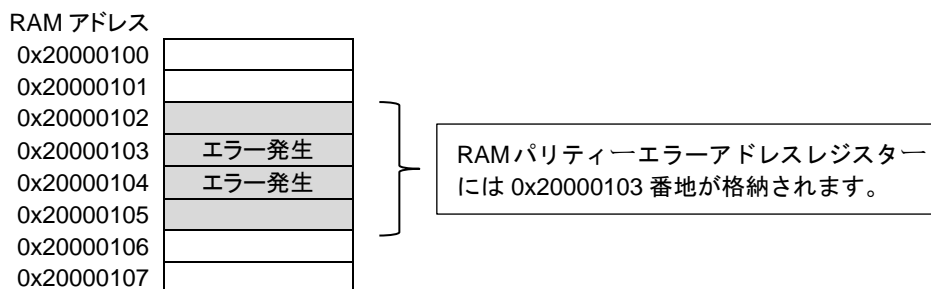 RAM アドレス
0x20000100
0x20000101
0x20000102
0x20000103 エラー発生
0x20000104 エラー発生
0x20000105
0x20000106
0x20000107
RAMパリティーエラーアドレスレジスター
には 0x20000103 番地が格納されます。